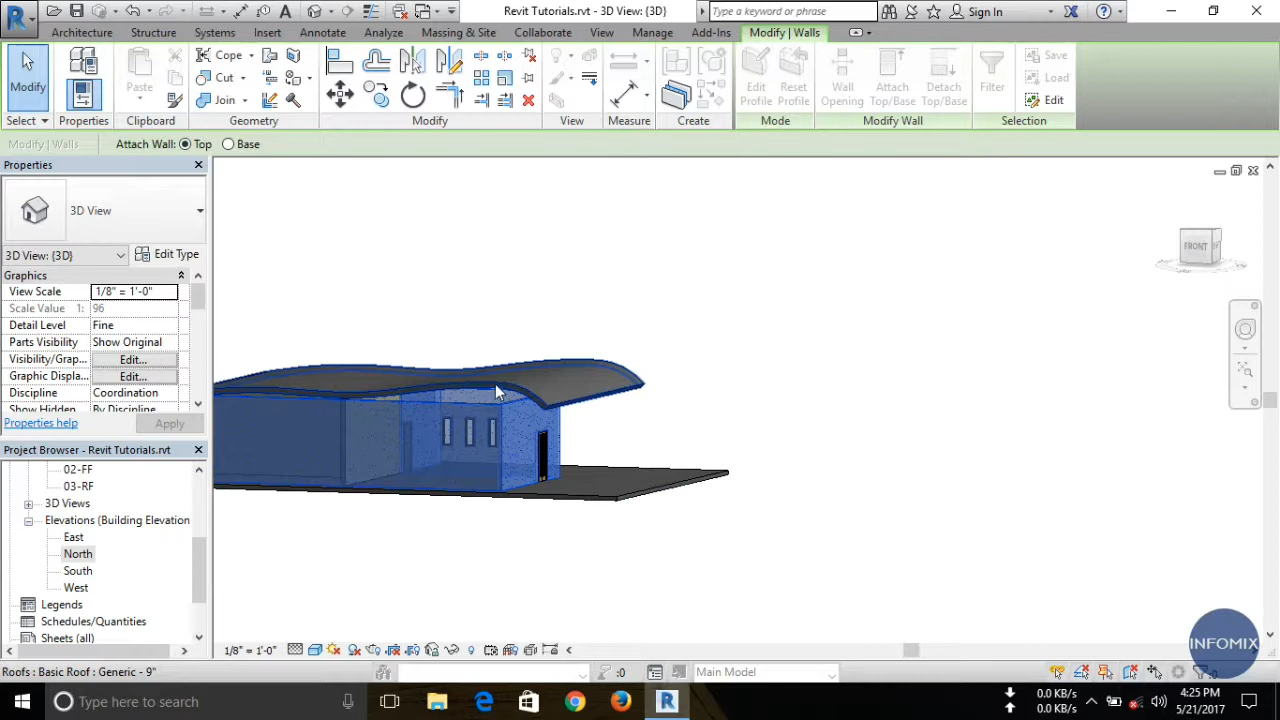 Revit Tutorials.rvt - 3D View: {3D}
Type a keyword or phrase
Sign In
Architecture Structure Systems Insert Annotate Analyze Massing & Site Collaborate View Manage Add-Ins Modify | Walls
Modify
Select
Properties
Paste
Clipboard
Cope
Cut
Join
Geometry
Modify
View
Measure
Create
Edit Profile
Reset Profile
Mode
Wall Opening
Attach Top/Base
Detach Top/Base
Modify Wall
Filter
Save
Load
Edit
Selection
Modify | Walls
Attach Wall: Top Base
Properties
3D View
3D View: {3D}
Edit Type
Graphics
View Scale 1/8" = 1'-0"
Scale Value 1: 96
Detail Level Fine
Parts Visibility Show Original
Visibility/Grap... Edit...
Graphic Displa... Edit...
Discipline Coordination
Show Hidden By Discipline
Properties help
Apply
Project Browser - Revit Tutorials.rvt
02-FF
03-RF
3D Views
Elevations (Building Elevation
East
North
South
West
Legends
Schedules/Quantities
Sheets (all)
FRONT
1/8" = 1'-0"
INFOMIX
Roofs : Basic Roof : Generic - 9"
:0
Main Model
:0
Type here to search
0.0 KB/s
0.0 KB/s
4:25 PM
5/21/2017